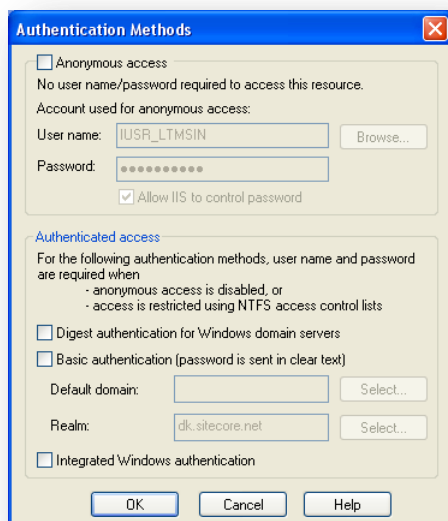 Authentication Methods
Anonymous access
No user name/password required to access this resource.
Account used for anonymous access:
User name: IUSR_LTMSIN Browse...
Password: ●●●●●●●●●●
Allow IIS to control password
Authenticated access
For the following authentication methods, user name and password
are required when
- anonymous access is disabled, or
- access is restricted using NTFS access control lists
Digest authentication for Windows domain servers
Basic authentication (password is sent in clear text)
Default domain: Select...
Realm: dk.sitecore.net Select...
Integrated Windows authentication
OK Cancel Help